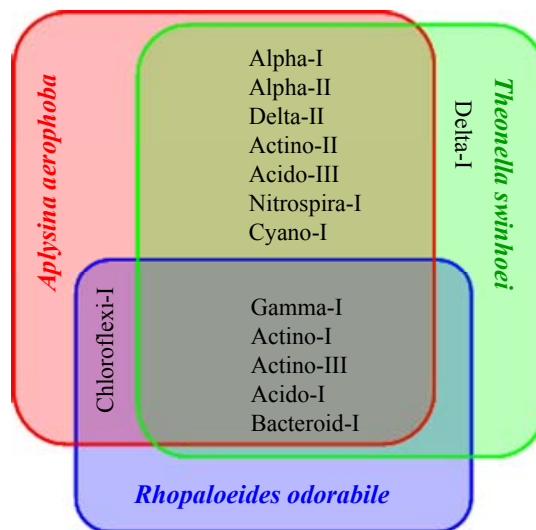 Aplysina aerophoba
Alpha-I
Alpha-II
Delta-II
Actino-II
Acido-III
Nitrospira-I
Cyano-I
Delta-I
Theonella swinhoei
Chloroflexi-I
Gamma-I
Actino-I
Actino-III
Acido-I
Bacteroid-I
Rhopaloeides odorabile